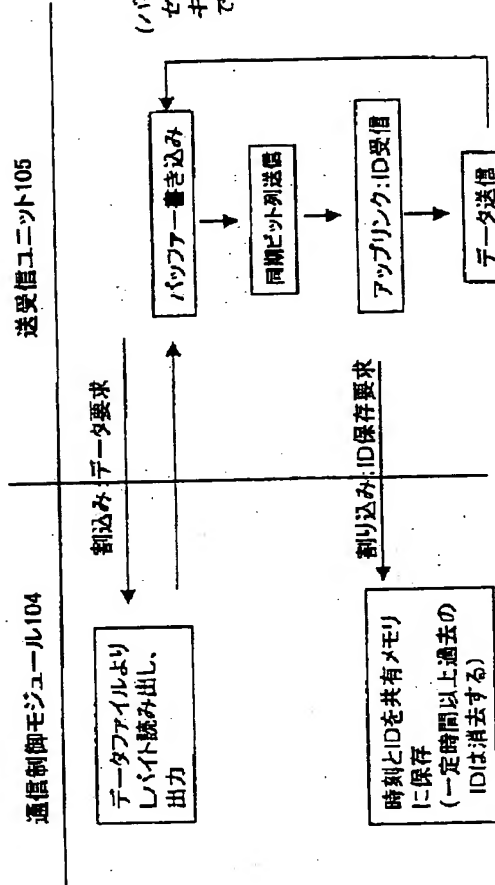 通信制御モジュール104
送受信ユニット105
データファイルより
Lバイト読み出し、
出力
割込み:データ要求
バッファー書き込み
同期ビット列送信
アップリンク:ID受信
データ送信
割り込み:ID保存要求
時刻とIDを共有メモリ
に保存
(一定時間以上過去の
IDは消去する)